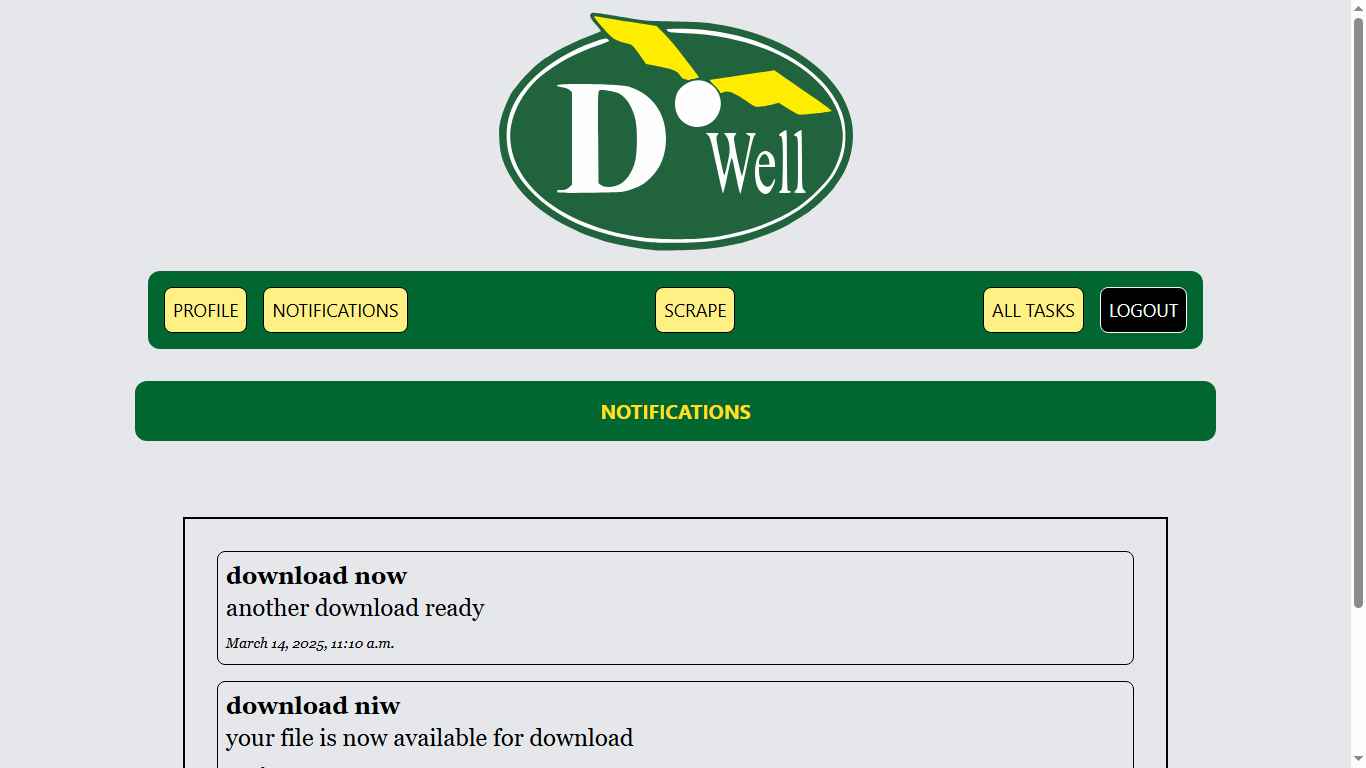 D Well
PROFILE NOTIFICATIONS SCRAPE ALL TASKS LOGOUT
NOTIFICATIONS
download now
another download ready
March 14, 2025, 11:10 a.m.
download niw
your file is now available for download